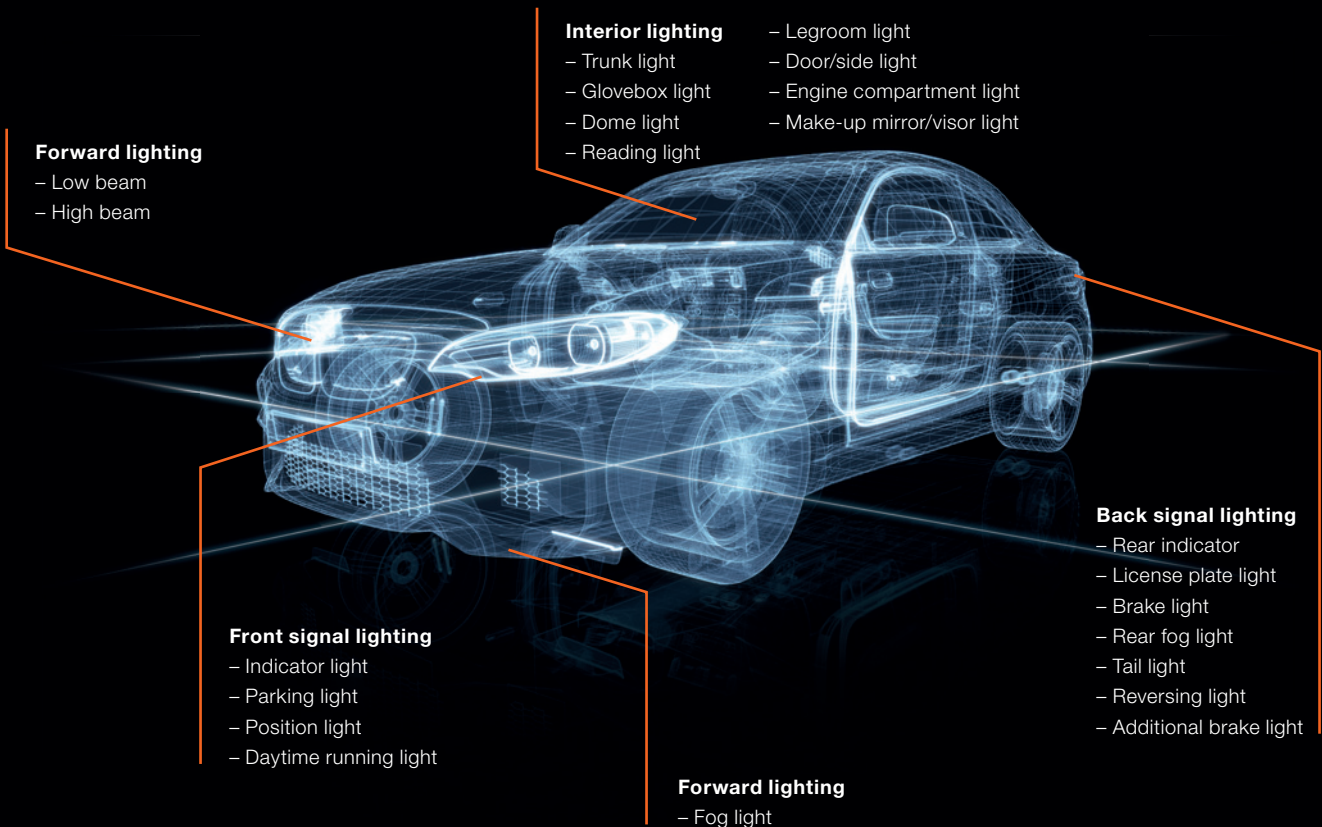 Interior lighting
– Trunk light
– Glovebox light
– Dome light
– Reading light
– Legroom light
– Door/side light
– Engine compartment light
– Make-up mirror/visor light
Forward lighting
– Low beam
– High beam
Back signal lighting
– Rear indicator
– License plate light
– Brake light
– Rear fog light
– Tail light
– Reversing light
– Additional brake light
Front signal lighting
– Indicator light
– Parking light
– Position light
– Daytime running light
Forward lighting
– Fog light